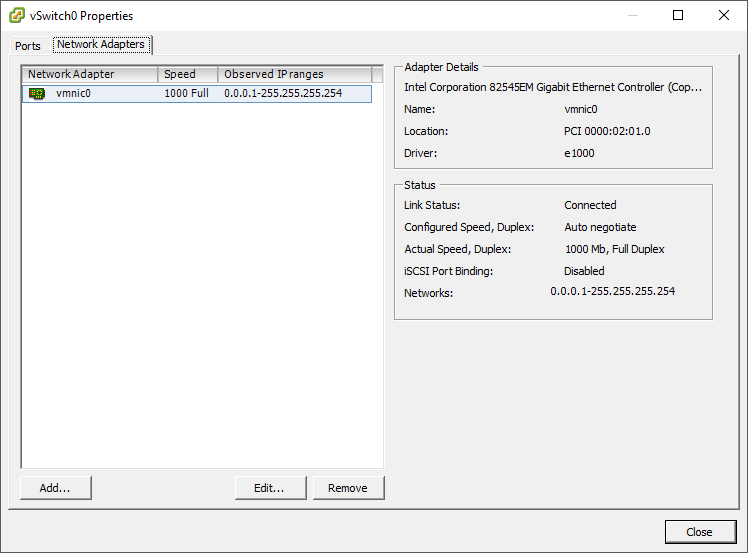 vSwitch0 Properties
Ports
Network Adapters
Network Adapter Speed Observed IP ranges
vmnic0 1000 Full 0.0.0.1-255.255.255.254
Add... Edit... Remove
Adapter Details
Intel Corporation 82545EM Gigabit Ethernet Controller (Cop...
Name: vmnic0
Location: PCI 0000:02:01.0
Driver: e1000
Status
Link Status: Connected
Configured Speed, Duplex: Auto negotiate
Actual Speed, Duplex: 1000 Mb, Full Duplex
iSCSI Port Binding: Disabled
Networks: 0.0.0.1-255.255.255.254
Close